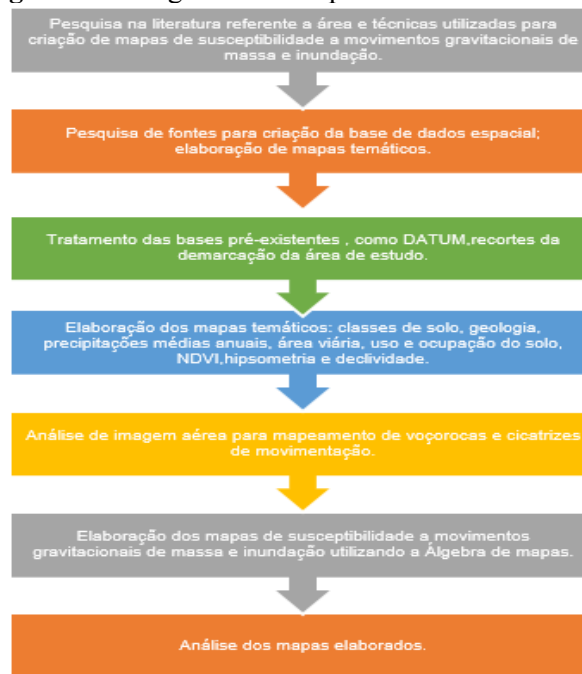 Pesquisa na literatura referente a área e técnicas utilizadas para
criação de mapas de susceptibilidade a movimentos gravitacionais de
massa e inundação.
Pesquisa de fontes para criação da base de dados espacial;
elaboração de mapas temáticos.
Tratamento das bases pré-existentes , como DATUM,recortes da
demarcação da área de estudo.
Elaboração dos mapas temáticos: classes de solo, geologia,
precipitações médias anuais, área viária, uso e ocupação do solo,
NDVI,hipsometria e declividade.
Análise de imagem aérea para mapeamento de voçorocas e cicatrizes
de movimentação.
Elaboração dos mapas de susceptibilidade a movimentos
gravitacionais de massa e inundação utilizando a Álgebra de mapas.
Análise dos mapas elaborados.